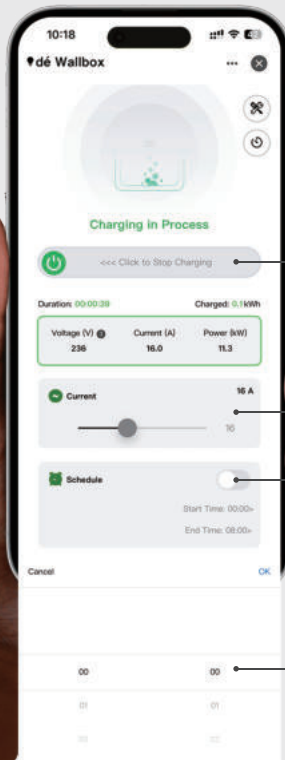 10:18
dé Wallbox
Charging in Process
<<< Click to Stop Charging
Duration: 00:00:39 Charged: 0.1kWh
Voltage (V) Current (A) Power (kW)
236 16.0 11.3
Current 16 A
16
Schedule
Start Time: 00:00>
End Time: 08:00>
Cancel OK
00 00
01 01
02